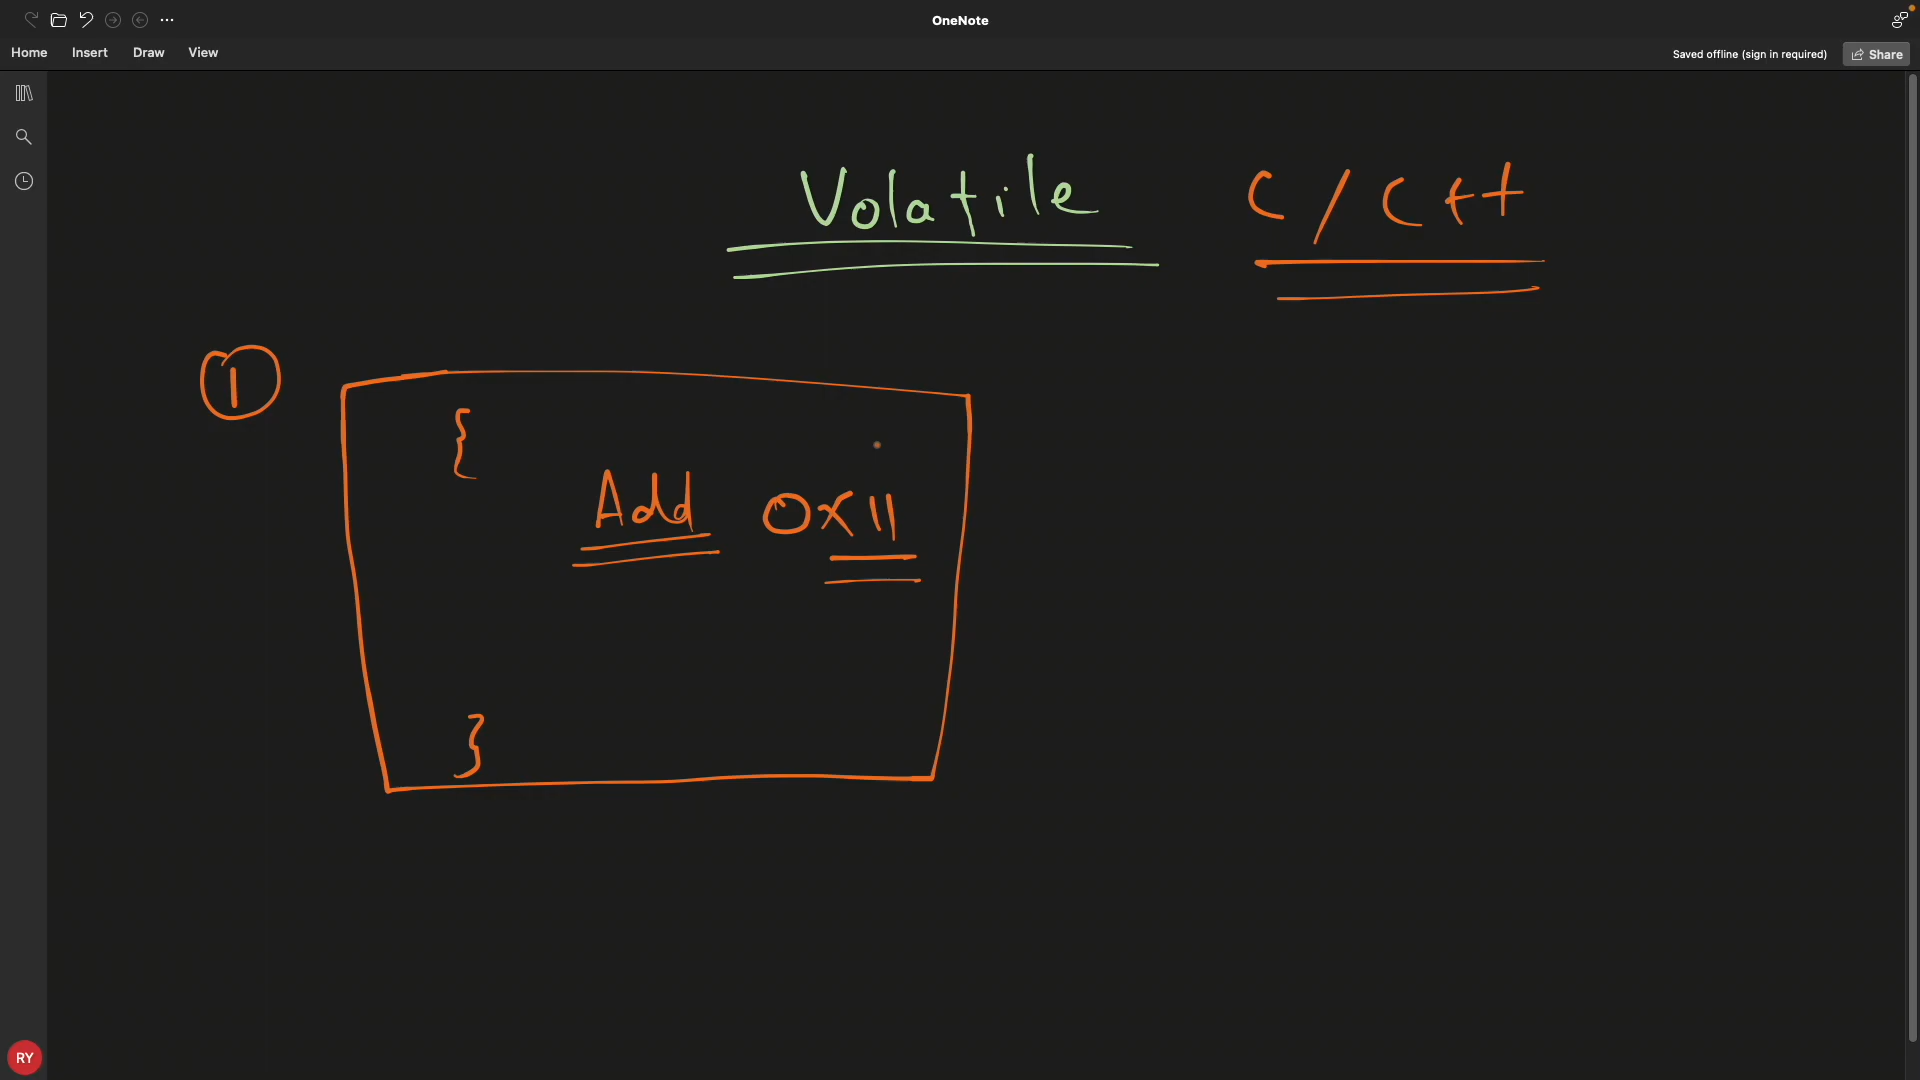 OneNote
Home Insert Draw View
Saved offline (sign in required) Share
Volatile C/C++
1
{
Add 0x11
}
RY